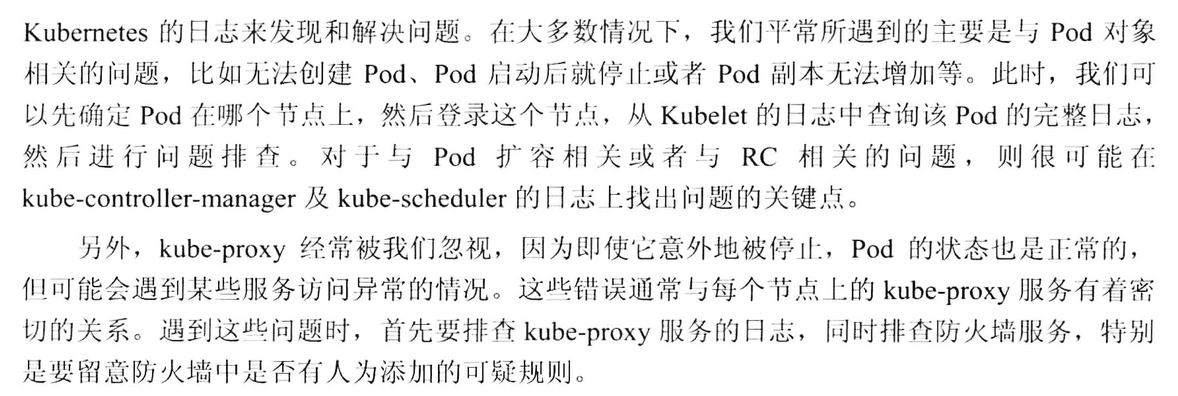 Kubernetes 的日志来发现和解决问题。在大多数情况下，我们平常所遇到的主要是与 Pod 对象
相关的问题，比如无法创建 Pod、Pod 启动后就停止或者 Pod 副本无法增加等。此时，我们可
以先确定 Pod 在哪个节点上，然后登录这个节点，从 Kubelet 的日志中查询该 Pod 的完整日志，
然后进行问题排查。对于与 Pod 扩容相关或者与 RC 相关的问题，则很可能在
kube-controller-manager 及 kube-scheduler 的日志上找出问题的关键点。
另外，kube-proxy 经常被我们忽视，因为即使它意外地被停止，Pod 的状态也是正常的，
但可能会遇到某些服务访问异常的情况。这些错误通常与每个节点上的 kube-proxy 服务有着密
切的关系。遇到这些问题时，首先要排查 kube-proxy 服务的日志，同时排查防火墙服务，特别
是要留意防火墙中是否有人为添加的可疑规则。